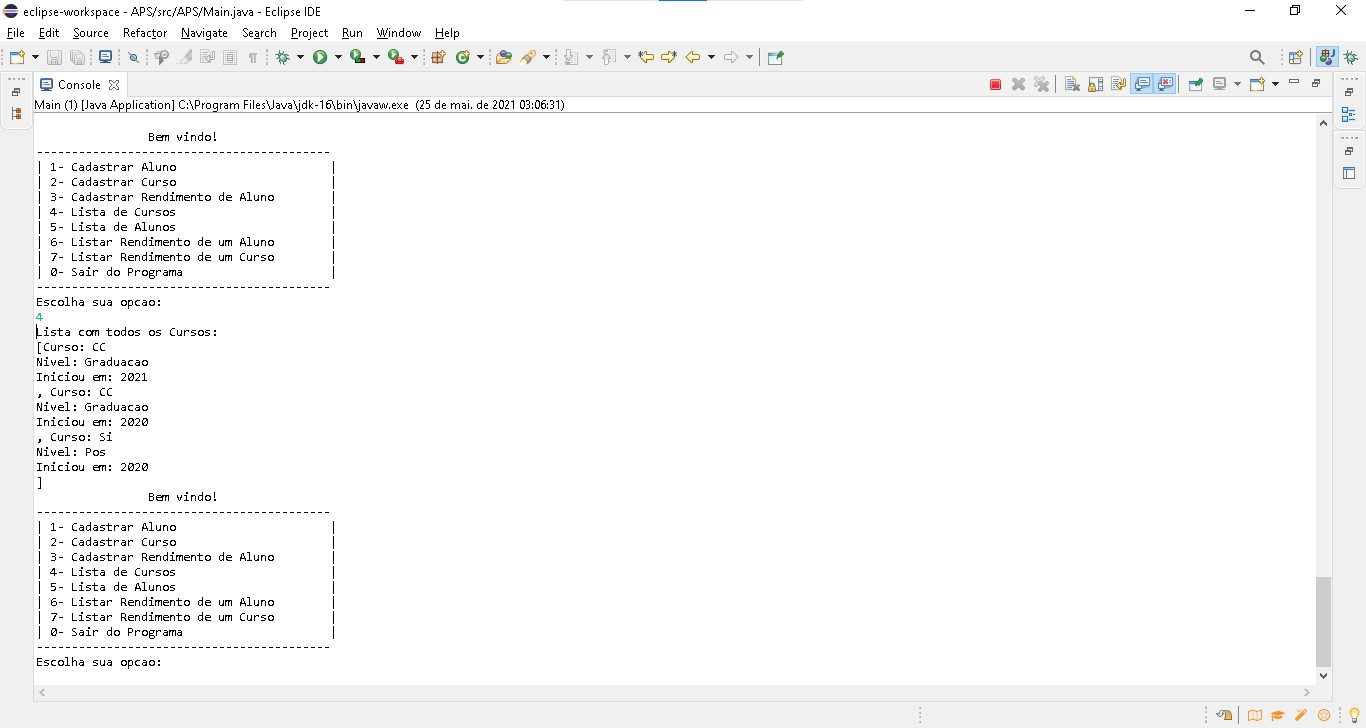 eclipse-workspace - APS/src/APS/Main.java - Eclipse IDE
File Edit Source Refactor Navigate Search Project Run Window Help
Console
Main (1) [Java Application] C:\Program Files\Java\jdk-16\bin\javaw.exe (25 de mai. de 2021 03:06:31)
Bem vindo!
------------------------------------------
| 1- Cadastrar Aluno |
| 2- Cadastrar Curso |
| 3- Cadastrar Rendimento de Aluno |
| 4- Lista de Cursos |
| 5- Lista de Alunos |
| 6- Listar Rendimento de um Aluno |
| 7- Listar Rendimento de um Curso |
| 0- Sair do Programa |
------------------------------------------
Escolha sua opcao:
4
Lista com todos os Cursos:
[Curso: CC
Nivel: Graduacao
Iniciou em: 2021
, Curso: CC
Nivel: Graduacao
Iniciou em: 2020
, Curso: Si
Nivel: Pos
Iniciou em: 2020
]
Bem vindo!
------------------------------------------
| 1- Cadastrar Aluno |
| 2- Cadastrar Curso |
| 3- Cadastrar Rendimento de Aluno |
| 4- Lista de Cursos |
| 5- Lista de Alunos |
| 6- Listar Rendimento de um Aluno |
| 7- Listar Rendimento de um Curso |
| 0- Sair do Programa |
------------------------------------------
Escolha sua opcao: